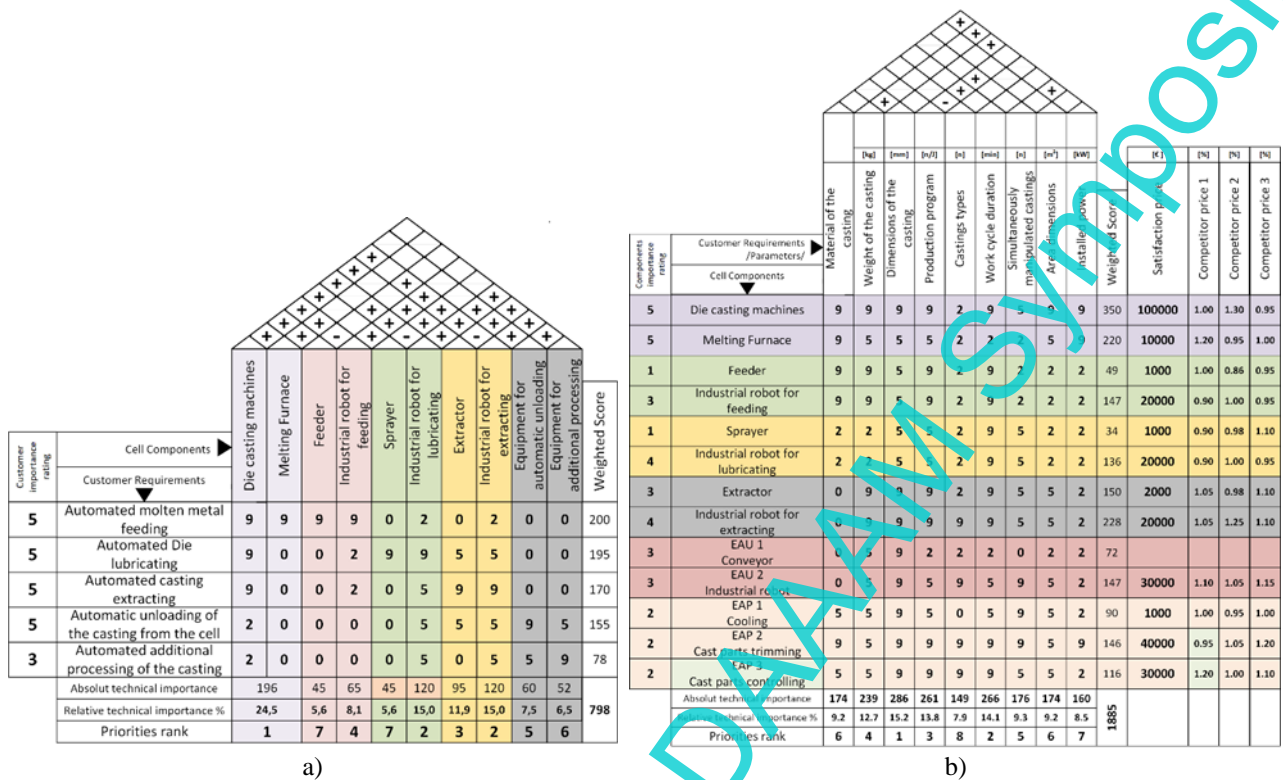 Customer importance rating
Cell Components
Customer Requirements
Die casting machines
Melting Furnace
Feeder
Industrial robot for feeding
Sprayer
Industrial robot for lubricating
Extractor
Industrial robot for extracting
Equipment for automatic unloading
Equipment for additional processing
Weighted Score
5 Automated molten metal feeding 9 9 9 9 0 2 0 2 0 0 200
5 Automated Die lubricating 9 0 0 2 9 9 5 5 0 0 195
5 Automated casting extracting 9 0 0 2 0 5 9 9 0 0 170
5 Automatic unloading of the casting from the cell 2 0 0 0 0 5 5 5 9 5 155
3 Automated additional processing of the casting 2 0 0 0 0 5 0 5 5 9 78
Absolut technical importance 196 45 65 45 120 95 120 60 52 798
Relative technical importance % 24,5 5,6 8,1 5,6 15,0 11,9 15,0 7,5 6,5
Priorities rank 1 7 4 7 2 3 2 5 6
a)
[kg] [mm] [n/J] [n] [min] [n] [m²] [kW] [€] [%] [%] [%]
Components importance rating
Customer Requirements /Parameters/
Cell Components
Material of the casting
Weight of the casting
Dimensions of the casting
Production program
Castings types
Work cycle duration
Simultaneously manipulated castings
Area dimensions
Installed power
Weighted Score
Satisfaction price
Competitor price 1
Competitor price 2
Competitor price 3
5 Die casting machines 9 9 9 9 2 9 5 9 9 350 100000 1.00 1.30 0.95
5 Melting Furnace 9 5 5 5 2 2 2 5 9 220 10000 1.20 0.95 1.00
1 Feeder 9 9 5 9 2 9 2 2 2 49 1000 1.00 0.86 0.95
3 Industrial robot for feeding 9 9 5 9 2 9 2 2 2 147 20000 0.90 1.00 0.95
1 Sprayer 2 2 5 5 2 9 5 2 2 34 1000 0.90 0.98 1.10
4 Industrial robot for lubricating 2 2 5 5 2 9 5 2 2 136 20000 0.90 1.00 0.95
3 Extractor 0 9 9 9 2 9 5 5 2 150 2000 1.05 0.98 1.10
4 Industrial robot for extracting 0 9 9 9 9 9 5 5 2 228 20000 1.05 1.25 1.10
3 EAU 1 Conveyor 0 5 9 2 2 2 0 2 2 72
3 EAU 2 Industrial robot 0 5 9 5 9 5 9 5 2 147 30000 1.10 1.05 1.15
2 EAP 1 Cooling 5 5 9 5 0 5 9 5 2 90 1000 1.00 0.95 1.00
2 EAP 2 Cast parts trimming 9 5 9 9 9 9 9 5 9 146 40000 0.95 1.05 1.20
2 EAP 3 Cast parts controlling 5 5 9 9 9 9 5 5 2 116 30000 1.20 1.00 1.10
Absolut technical importance 174 239 286 261 149 266 176 174 160 1885
Relative technical importance % 9.2 12.7 15.2 13.8 7.9 14.1 9.3 9.2 8.5
Priorities rank 6 4 1 3 8 2 5 6 7
b)
DAAAM Symposi